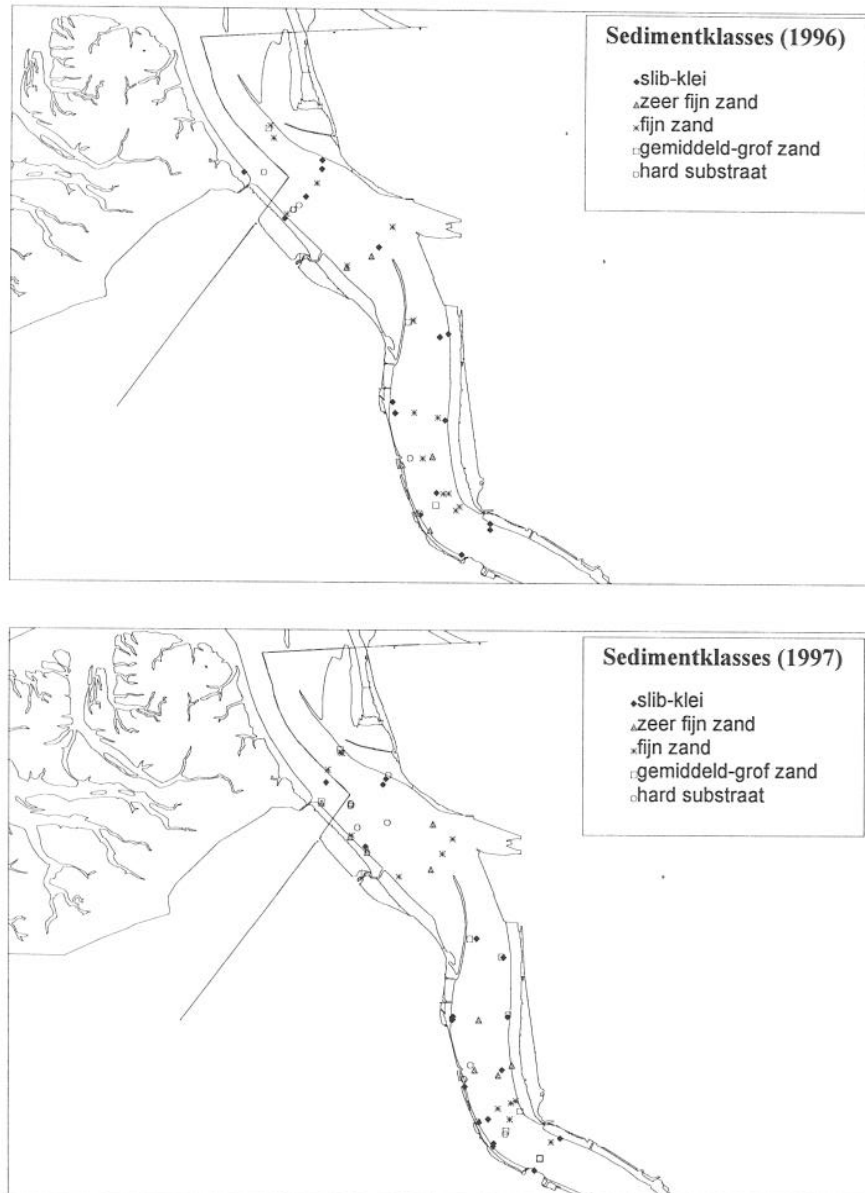 Sedimentklasses (1996)
slib-klei
zeer fijn zand
fijn zand
gemiddeld-grof zand
hard substraat
Sedimentklasses (1997)
slib-klei
zeer fijn zand
fijn zand
gemiddeld-grof zand
hard substraat